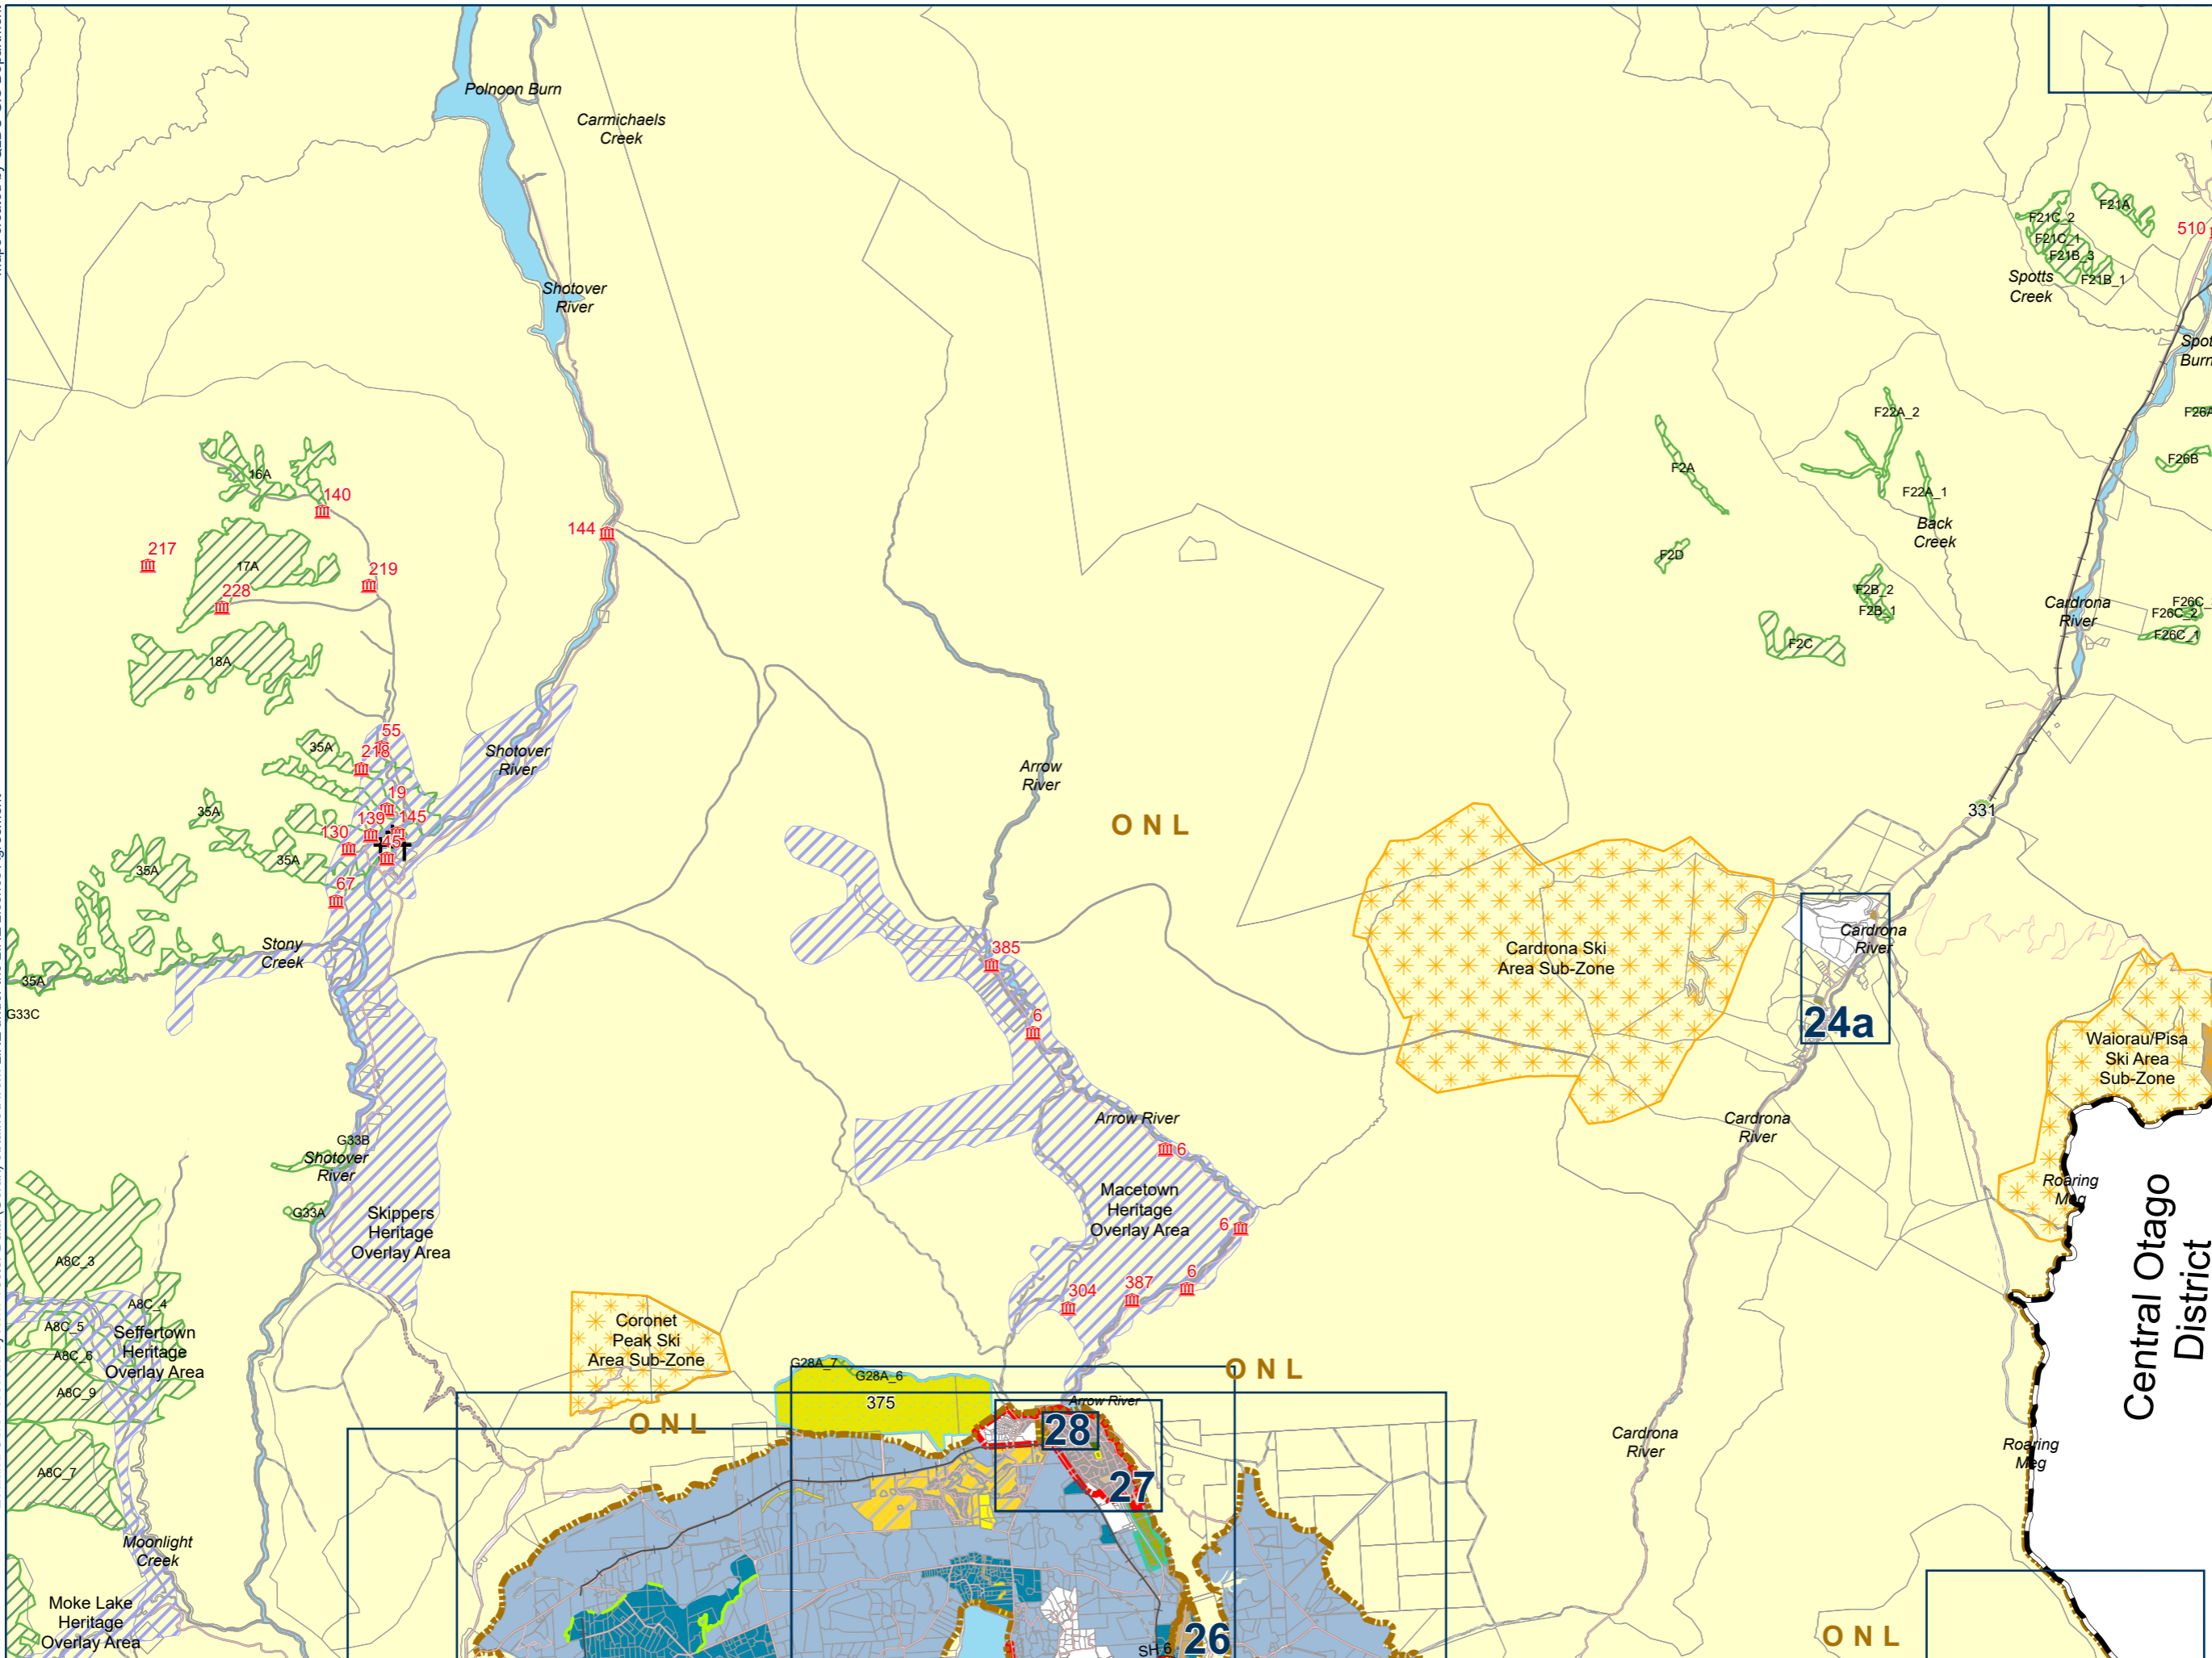 Polnoon Burn
Carmichaels
Creek
F21C_2
F21A
F21C_1
F21B_3
F21B_1
510
Spotts
Creek
Shotover
River
F22A_2
F2A
F26B
16A
140
F22A_1
144
Back
Creek
217
17A
219
F2D
228
F2B_2
F2B_1
Cardrona
River
F26C_2
F26C_1
F2C
18A
55
35A
218
Shotover
River
Arrow
River
19
35A
139
145
130
45
331
ONL
35A
35A
67
Stony
Creek
385
Cardrona Ski
Area Sub-Zone
Cardrona
River
35A
G33C
6
24a
Waiorau/Pisa
Ski Area
Sub-Zone
Arrow River
Cardrona
River
G33B
Shotover
River
6
Macetown
Heritage
Overlay Area
Roaring
Meg
G33A
Skippers
Heritage
Overlay Area
6
Central Otago
District
A8C_3
6
387
304
A8C_4
A8C_5
Seffertown
Heritage
Overlay Area
A8C_6
A8C_9
Coronet
Peak Ski
Area Sub-Zone
G28A_7
G28A_6
375
ONL
ONL
Arrow River
28
27
Cardrona
River
Roaring
Meg
A8C_7
Moonlight
Creek
Moke Lake
Heritage
Overlay Area
SH 6
26
ONL